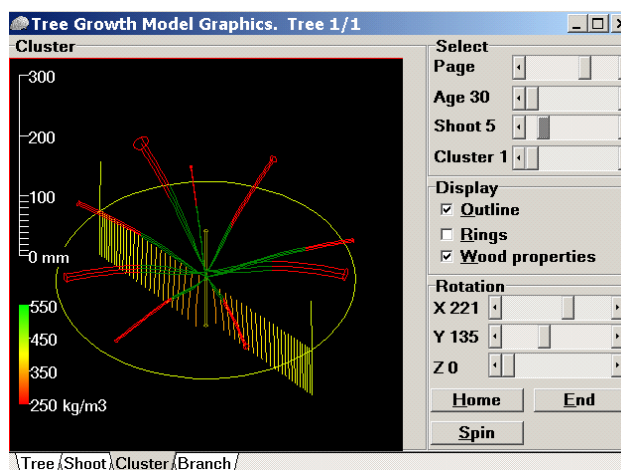 Tree Growth Model Graphics. Tree 1/1
Cluster
300
200
100
0 mm
550
450
350
250 kg/m3
Select
Page
Age 30
Shoot 5
Cluster 1
Display
Outline
Rings
Wood properties
Rotation
X 221
Y 135
Z 0
Home End
Spin
Tree Shoot Cluster Branch